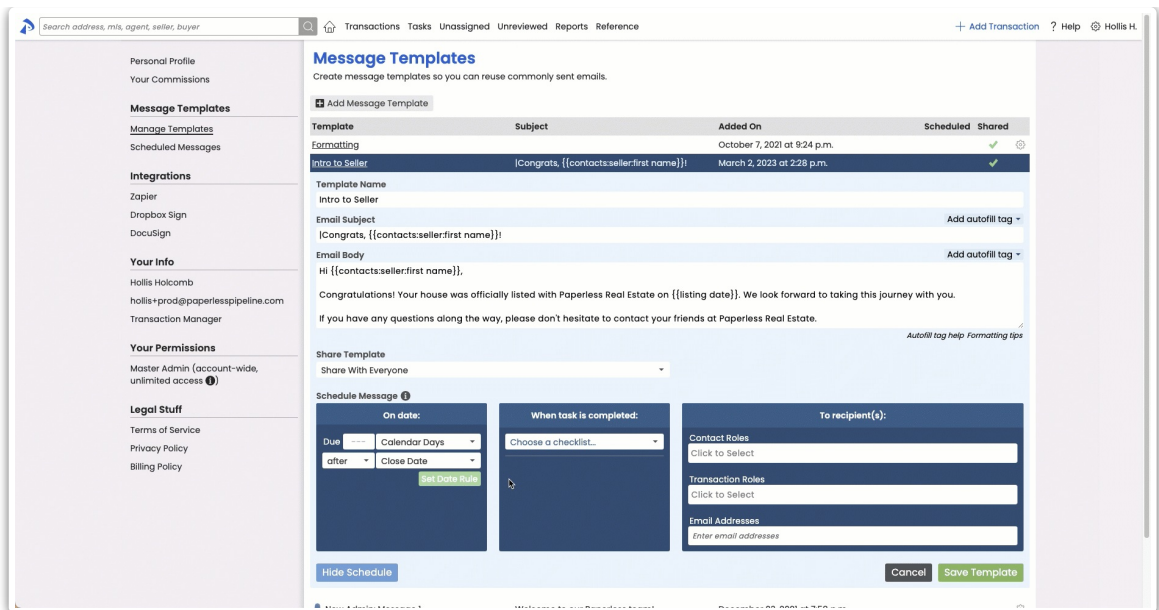 Search address, mls, agent, seller, buyer
Transactions Tasks Unassigned Unreviewed Reports Reference
+ Add Transaction ? Help Hollis H.
Personal Profile
Your Commissions
Message Templates
Manage Templates
Scheduled Messages
Integrations
Zapier
Dropbox Sign
DocuSign
Your Info
Hollis Holcomb
hollis+prod@paperlesspipeline.com
Transaction Manager
Your Permissions
Master Admin (account-wide,
unlimited access )
Legal Stuff
Terms of Service
Privacy Policy
Billing Policy
Message Templates
Create message templates so you can reuse commonly sent emails.
Add Message Template
Template Subject Added On Scheduled Shared
Formatting October 7, 2021 at 9:24 p.m.
Intro to Seller |Congrats, {{contacts:seller:first name}}! March 2, 2023 at 2:28 p.m.
Template Name
Intro to Seller
Email Subject Add autofill tag
|Congrats, {{contacts:seller:first name}}!
Email Body Add autofill tag
Hi {{contacts:seller:first name}},
Congratulations! Your house was officially listed with Paperless Real Estate on {{listing date}}. We look forward to taking this journey with you.
If you have any questions along the way, please don't hesitate to contact your friends at Paperless Real Estate.
Autofill tag help Formatting tips
Share Template
Share With Everyone
Schedule Message
On date:
Due --- Calendar Days
after Close Date
Set Date Rule
When task is completed:
Choose a checklist...
To recipient(s):
Contact Roles
Click to Select
Transaction Roles
Click to Select
Email Addresses
Enter email addresses
Hide Schedule
Cancel Save Template